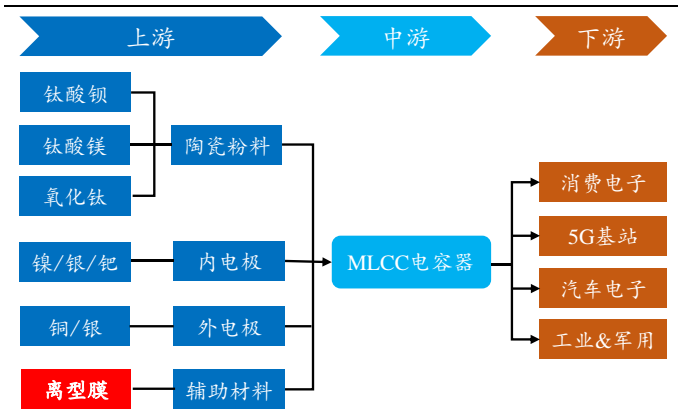 上游
中游
下游
钛酸钡
钛酸镁
陶瓷粉料
氧化钛
镍/银/钯
内电极
铜/银
外电极
离型膜
辅助材料
MLCC电容器
消费电子
5G基站
汽车电子
工业&军用